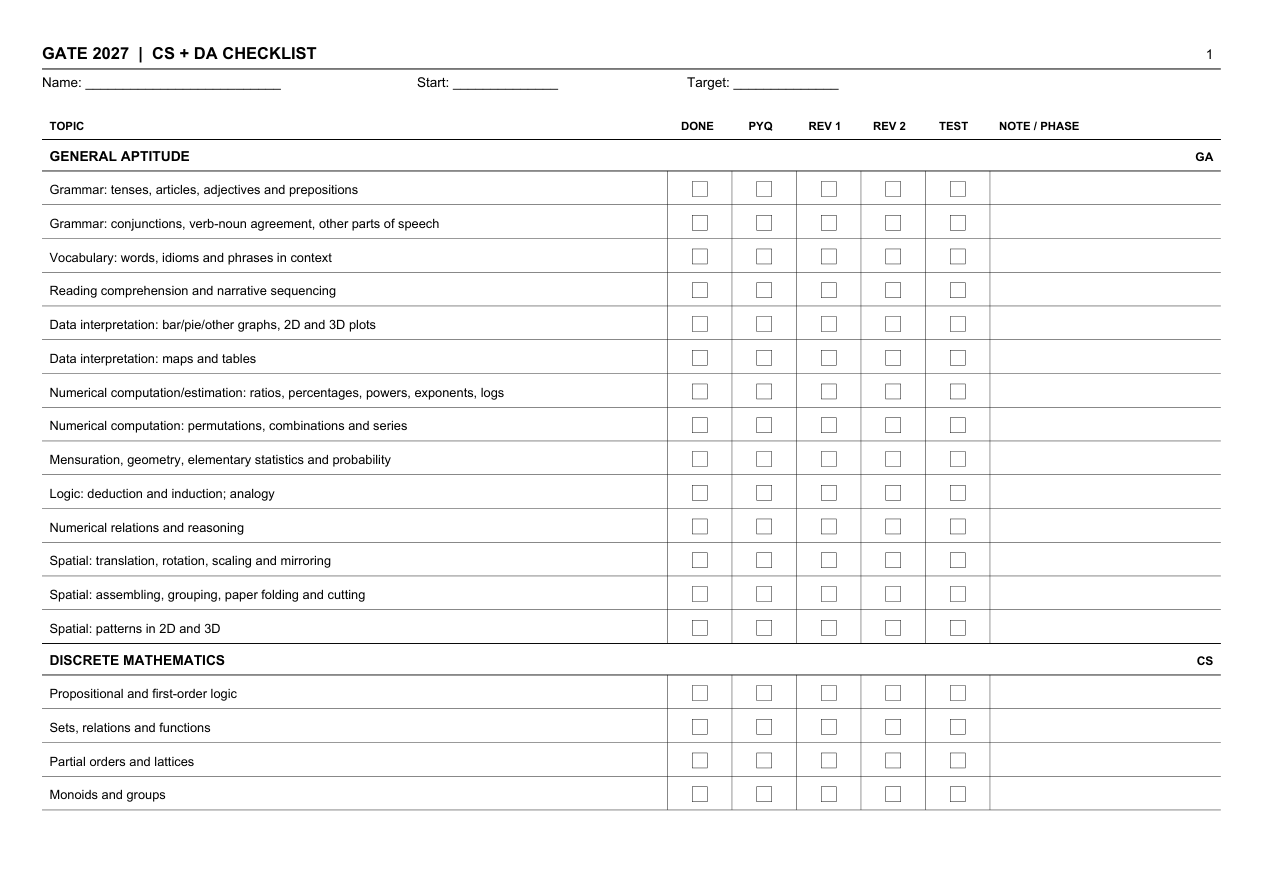 GATE 2027 | CS + DA CHECKLIST 1
Name: __________________________ Start: ______________ Target: ______________
TOPIC DONE PYQ REV 1 REV 2 TEST NOTE / PHASE
GENERAL APTITUDE GA
Grammar: tenses, articles, adjectives and prepositions
Grammar: conjunctions, verb-noun agreement, other parts of speech
Vocabulary: words, idioms and phrases in context
Reading comprehension and narrative sequencing
Data interpretation: bar/pie/other graphs, 2D and 3D plots
Data interpretation: maps and tables
Numerical computation/estimation: ratios, percentages, powers, exponents, logs
Numerical computation: permutations, combinations and series
Mensuration, geometry, elementary statistics and probability
Logic: deduction and induction; analogy
Numerical relations and reasoning
Spatial: translation, rotation, scaling and mirroring
Spatial: assembling, grouping, paper folding and cutting
Spatial: patterns in 2D and 3D
DISCRETE MATHEMATICS CS
Propositional and first-order logic
Sets, relations and functions
Partial orders and lattices
Monoids and groups